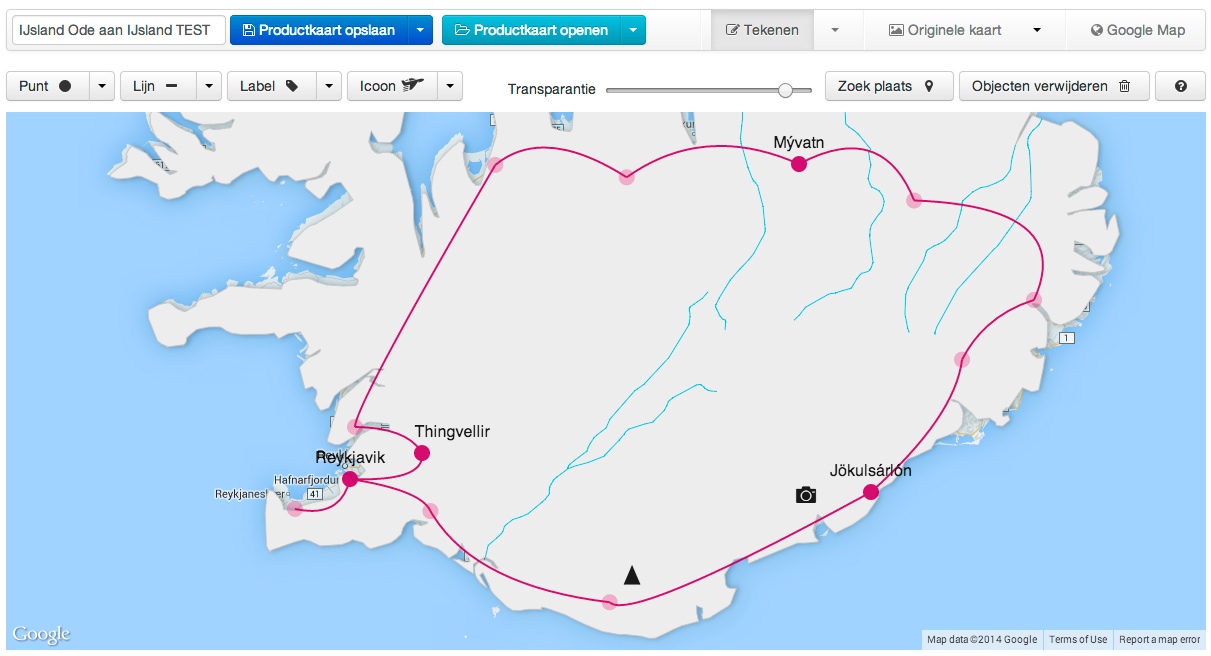 IJsland Ode aan IJsland TEST
Productkaart opslaan
Productkaart openen
Tekenen
Originele kaart
Google Map
Punt
Lijn
Label
Icoon
Transparantie
Zoek plaats
Objecten verwijderen
?
51
Mývatn
1
Thingvellir
Reykjavik
Hafnarfjordur
41
Jökulsárlón
Google
Map data ©2014 Google
Terms of Use
Report a map error